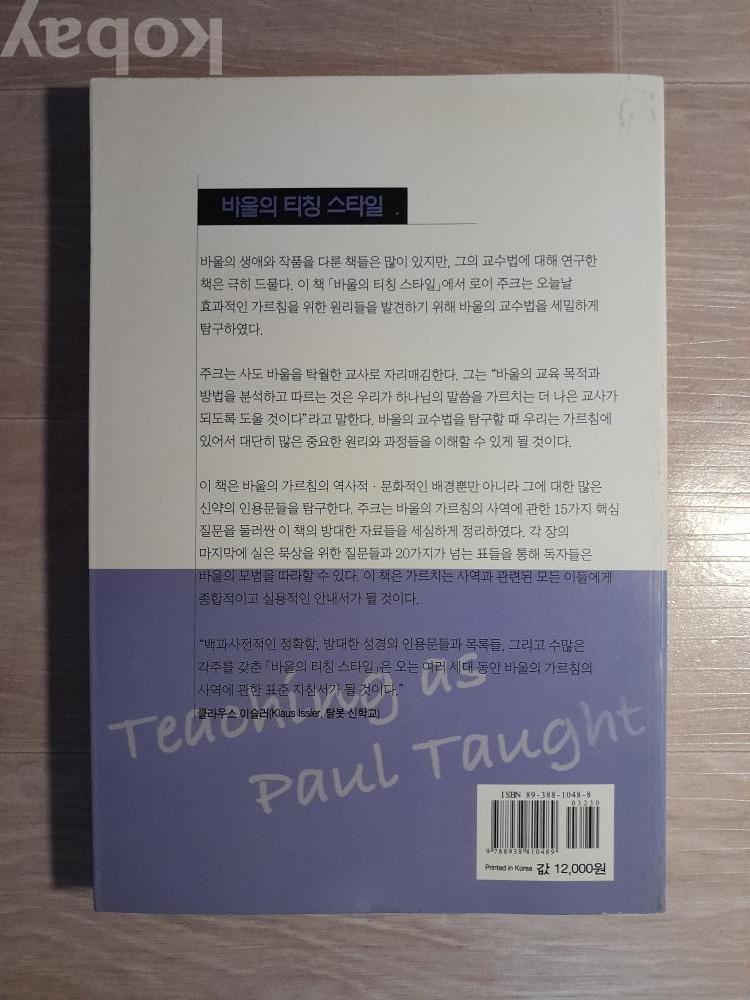 kobay
바울의 티칭 스타일
바울의 생애와 작품을 다룬 책들은 많이 있지만, 그의 교수법에 대해 연구한
책은 극히 드물다. 이 책 「바울의 티칭 스타일」에서 로이 주크는 오늘날
효과적인 가르침을 위한 원리들을 발견하기 위해 바울의 교수법을 세밀하게
탐구하였다.
주크는 사도 바울을 탁월한 교사로 자리매김한다. 그는 “바울의 교육 목적과
방법을 분석하고 따르는 것은 우리가 하나님의 말씀을 가르치는 더 나은 교사가
되도록 도울 것이다”라고 말한다. 바울의 교수법을 탐구할 때 우리는 가르침에
있어서 대단히 많은 중요한 원리와 과정들을 이해할 수 있게 될 것이다.
이 책은 바울의 가르침의 역사적 · 문화적인 배경뿐만 아니라 그에 대한 많은
신약의 인용문들을 탐구한다. 주크는 바울의 가르침의 사역에 관한 15가지 핵심
질문을 둘러싼 이 책의 방대한 자료들을 세심하게 정리하였다. 각 장의
마지막에 실은 묵상을 위한 질문들과 20가지가 넘는 표들을 통해 독자들은
바울의 모범을 따라할 수 있다. 이 책은 가르치는 사역과 관련된 모든 이들에게
종합적이고 실용적인 안내서가 될 것이다.
“백과사전적인 정확함, 방대한 성경의 인용문들과 목록들, 그리고 수많은
각주를 갖춘 「바울의 티칭 스타일」은 오는 여러 세대 동안 바울의 가르침의
사역에 관한 표준 지침서가 될 것이다.”
클라우스 이슬러(Klaus Issler, 탈봇 신학교)
Teaching as
Paul Taught
ISBN 89-388-1048-8
03230
9 788938 810489
Printed in Korea 값 12,000원